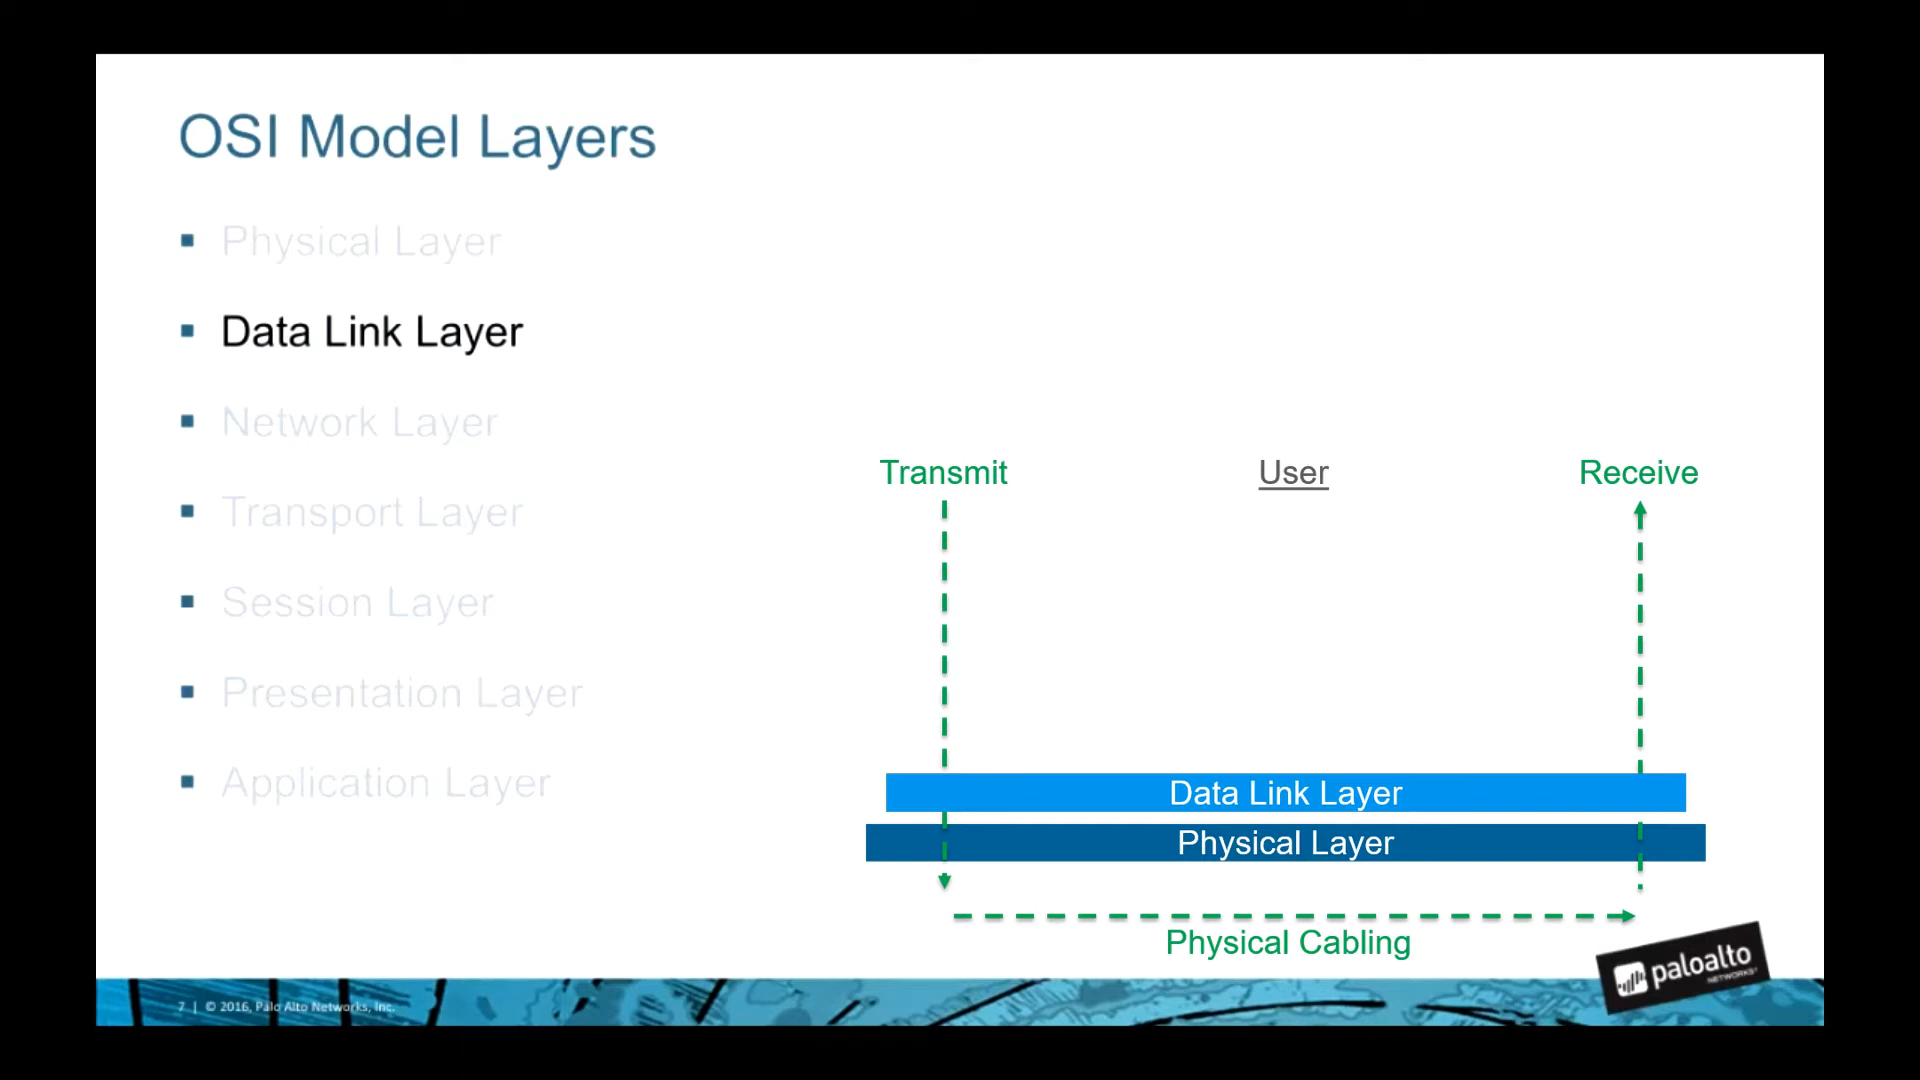 OSI Model Layers
Physical Layer
Data Link Layer
Network Layer
Transport Layer
Session Layer
Presentation Layer
Application Layer
Transmit
User
Receive
Data Link Layer
Physical Layer
Physical Cabling
paloalto
NETWORKS
7 | © 2016, Palo Alto Networks, Inc.